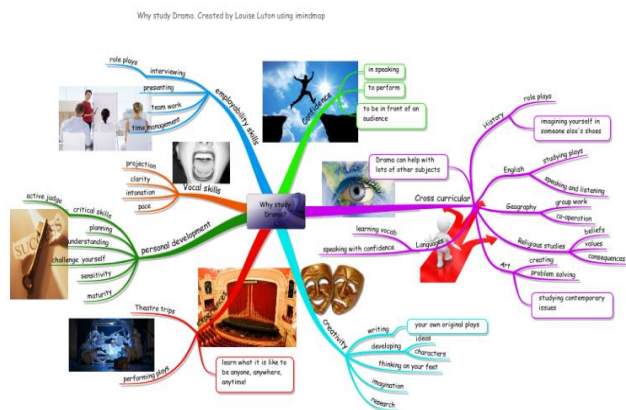 Why study Drama. Created by Louise Luton using imindmap
Why study
Drama?
employability skills
role plays
interviewing
presenting
team work
time management
Confidence
in speaking
to perform
to be in front of an
audience
Cross curricular
Drama can help with
lots of other subjects
History
role plays
imagining yourself in
someone else's shoes
English
studying plays
speaking and listening
Geography
group work
co-operation
Religious studies
beliefs
values
consequences
Art
creating
problem solving
studying contemporary
issues
Languages
learning vocab
speaking with confidence
creativity
writing
your own original plays
developing
ideas
characters
thinking on your feet
imagination
research
Theatre trips
learn what it is like to
be anyone, anywhere,
anytime!
performing plays
personal development
active judge
critical skills
planning
understanding
challenge yourself
sensitivity
maturity
Vocal skills
projection
clarity
intonation
pace